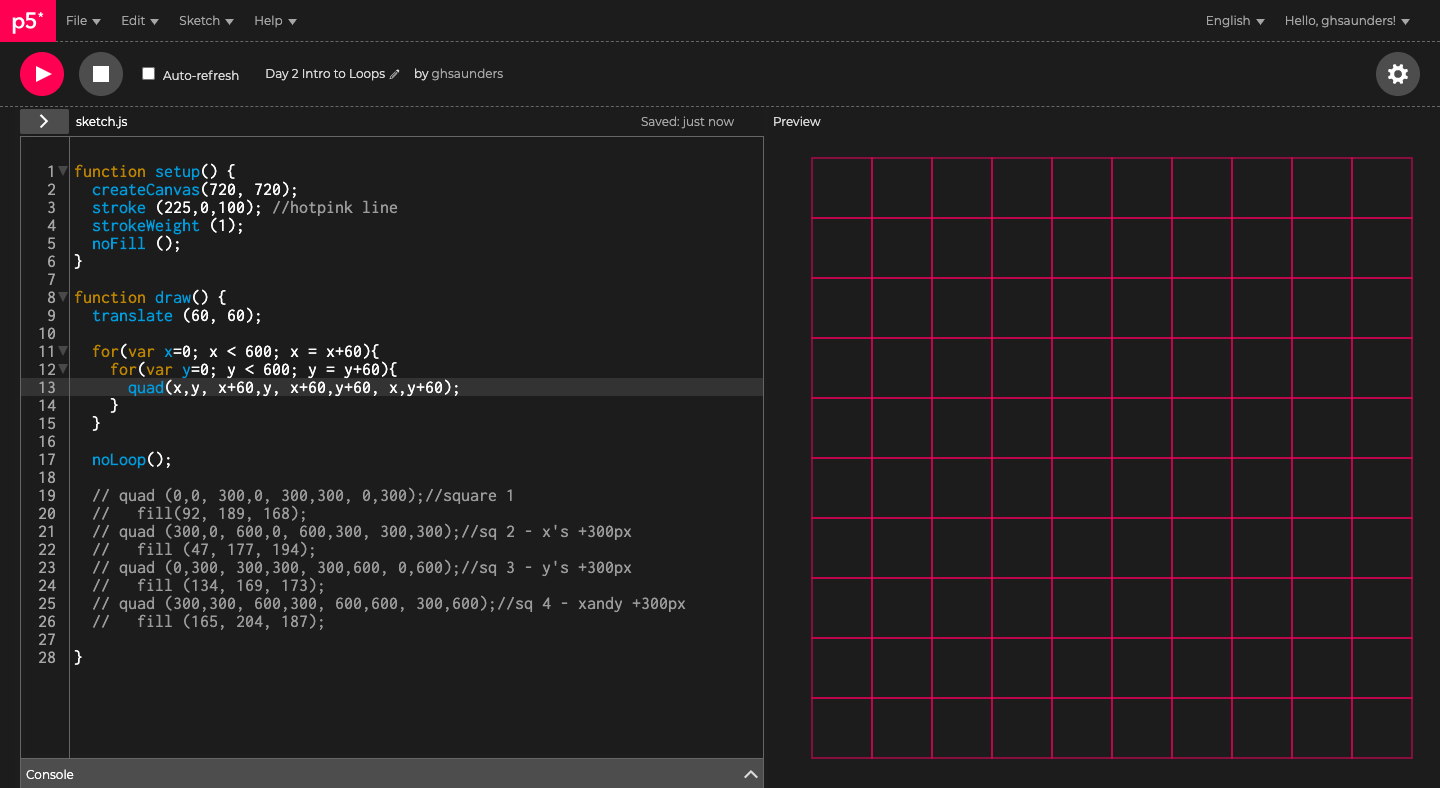 p5* File Edit Sketch Help English Hello, ghsaunders!
Auto-refresh Day 2 Intro to Loops by ghsaunders
sketch.js Saved: just now Preview
1 function setup() {
2   createCanvas(720, 720);
3   stroke (225,0,100); //hotpink line
4   strokeWeight (1);
5   noFill ();
6 }
7
8 function draw() {
9   translate (60, 60);
10
11   for(var x=0; x < 600; x = x+60){
12     for(var y=0; y < 600; y = y+60){
13       quad(x,y, x+60,y, x+60,y+60, x,y+60);
14     }
15   }
16
17   noLoop();
18
19   // quad (0,0, 300,0, 300,300, 0,300);//square 1
20   //   fill(92, 189, 168);
21   // quad (300,0, 600,0, 600,300, 300,300);//sq 2 - x's +300px
22   //   fill (47, 177, 194);
23   // quad (0,300, 300,300, 300,600, 0,600);//sq 3 - y's +300px
24   //   fill (134, 169, 173);
25   // quad (300,300, 600,300, 600,600, 300,600);//sq 4 - xandy +300px
26   //   fill (165, 204, 187);
27
28 }
Console